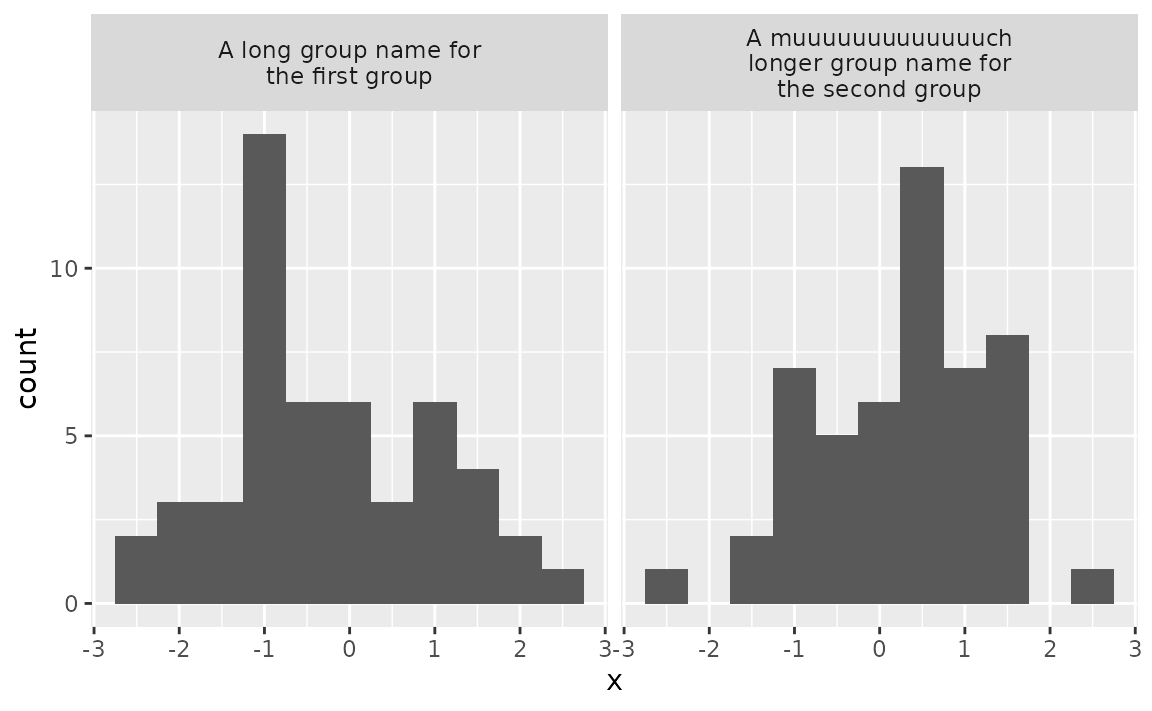 A long group name for
the first group
A muuuuuuuuuuuuuch
longer group name for
the second group
count
10
5
0
-3 -2 -1 0 1 2 3
-3 -2 -1 0 1 2 3
x